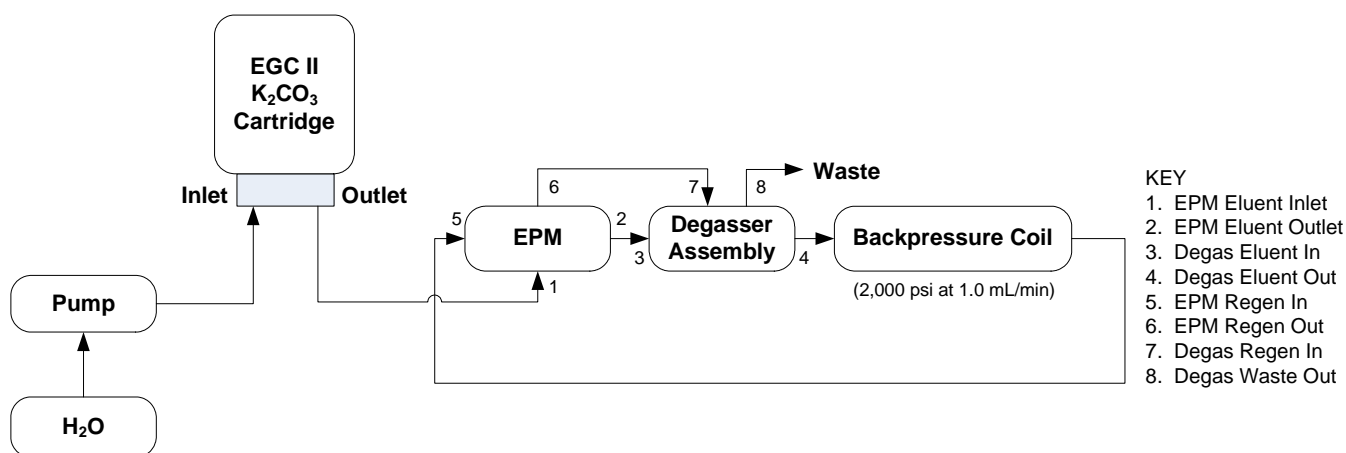 EGC II
K₂CO₃
Cartridge
Inlet
Outlet
Waste
6
7
8
5
EPM
2
3
Degasser
Assembly
4
Backpressure Coil
(2,000 psi at 1.0 mL/min)
1
Pump
H₂O
KEY
1. EPM Eluent Inlet
2. EPM Eluent Outlet
3. Degas Eluent In
4. Degas Eluent Out
5. EPM Regen In
6. EPM Regen Out
7. Degas Regen In
8. Degas Waste Out